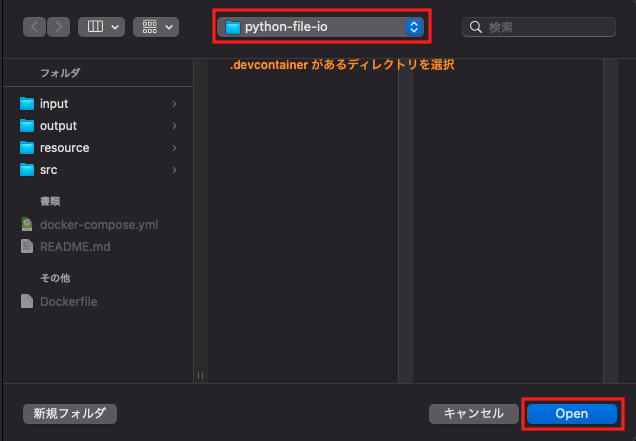 python-file-io
検索
.devcontainer があるディレクトリを選択
フォルダ
input
output
resource
src
書類
docker-compose.yml
README.md
その他
Dockerfile
新規フォルダ
キャンセル
Open